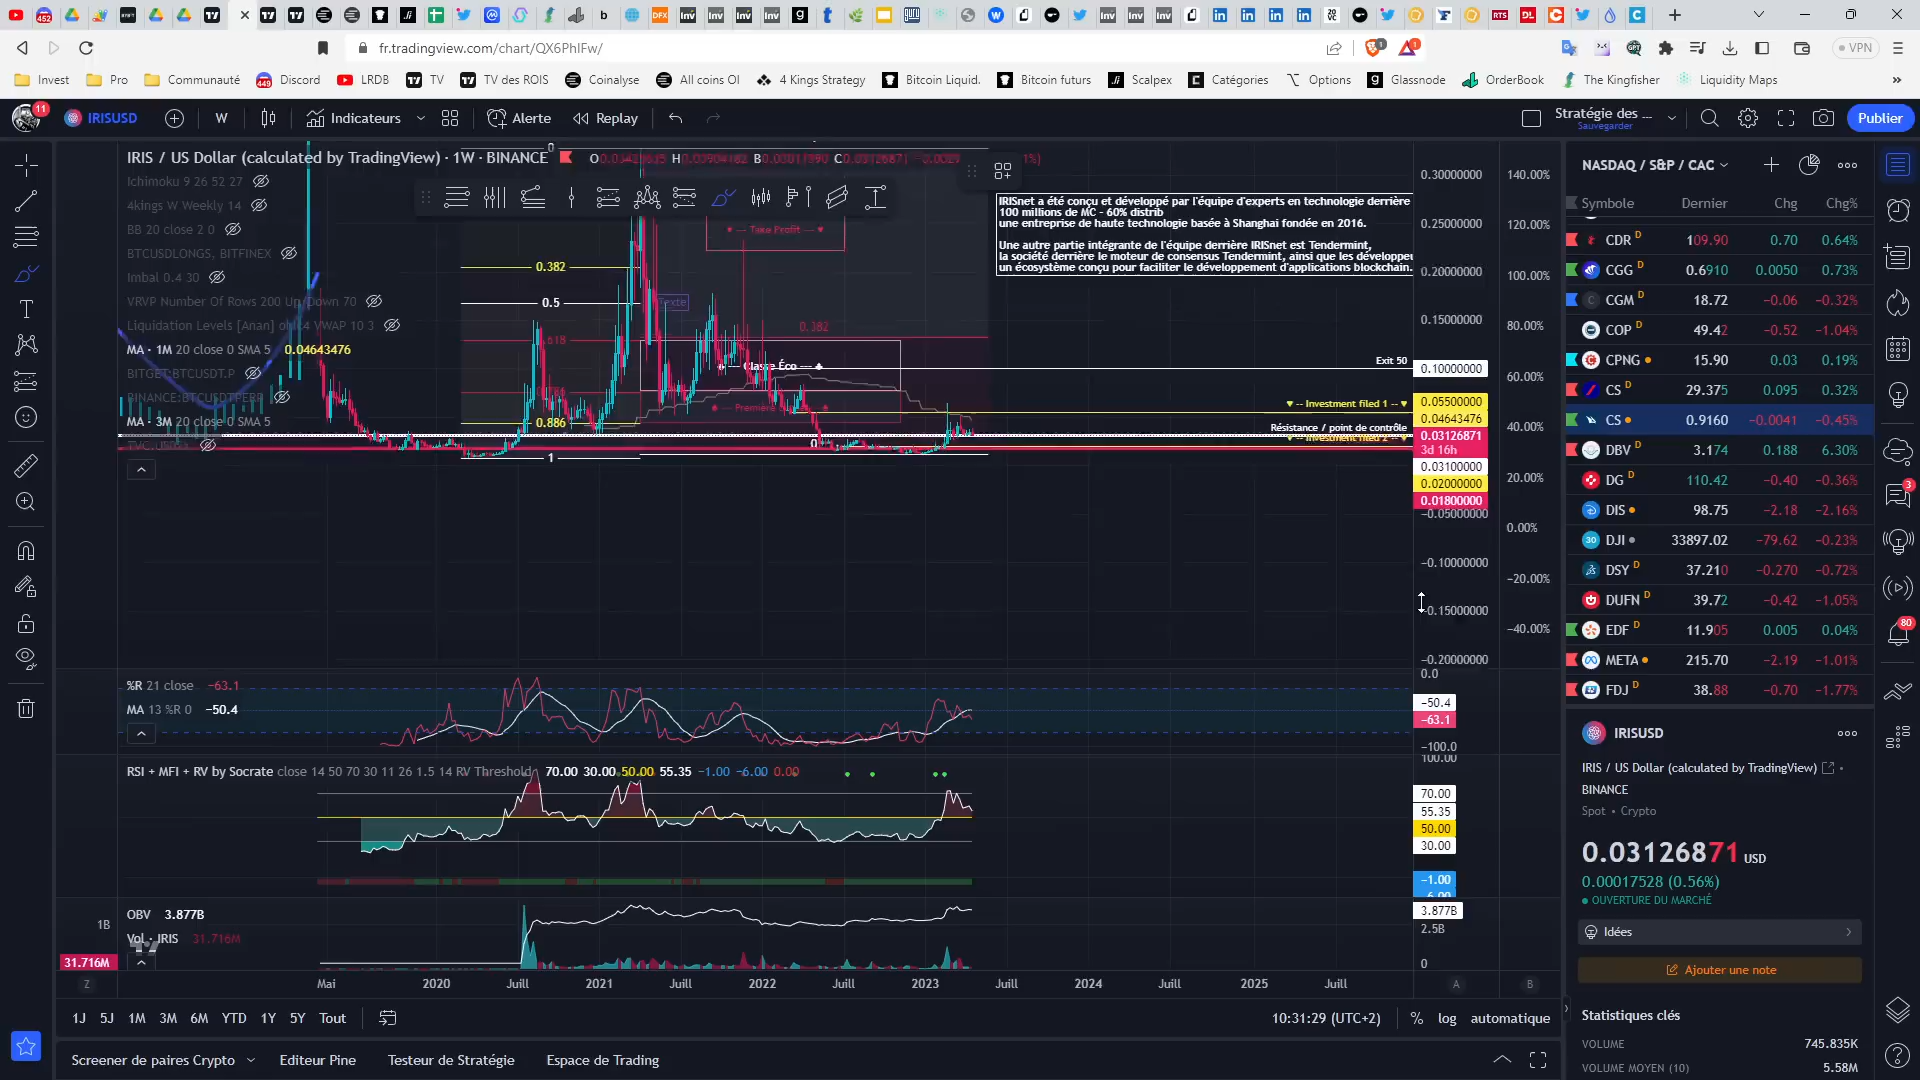 452
fr.tradingview.com/chart/QX6PhIFw/
1
1
VPN
Invest
Pro
Communauté
449
Discord
LRDB
TV
TV des ROIS
Coinalyse
All coins OI
4 Kings Strategy
Bitcoin Liquid.
Bitcoin futurs
Scalpex
Catégories
Options
Glassnode
OrderBook
The Kingfisher
Liquidity Maps
»
11
IRISUSD
W
Indicateurs
Alerte
Replay
Stratégie des ...
Sauvegarder
Publier
IRIS / US Dollar (calculated by TradingView) · 1W · BINANCE
Ichimoku 9 26 52 27
4kings W Weekly 14
BB 20 close 2 0
BTCUSDLONGS, BITFINEX
Imbal 0.4 30
VRVP Number Of Rows 200 Up/Down 70
Liquidation Levels [Anan] ohlc4 VWAP 10 3
MA · 1M 20 close 0 SMA 5 0.04643476
BITGET:BTCUSDT.P
BINANCE:BTCUSDTPERP
MA · 3M 20 close 0 SMA 5
0
0.382
0.5
0.618
0.886
1
0
Texte
-- Take Profit --
0.382
-- Classe Éco --
IRISnet a été conçu et développé par l'équipe d'experts en technologie derrière
100 millions de MC - 60% distrib
une entreprise de haute technologie basée à Shanghai fondée en 2016.
Une autre partie intégrante de l'équipe derrière IRISnet est Tendermint,
la société derrière le moteur de consensus Tendermint, ainsi que les développeu
un écosystème conçu pour faciliter le développement d'applications blockchain.
Exit 50
▼ -- Investment filed 1 -- ▼
Résistance / point de contrôle
▼ -- Investment filed 2 -- ▼
0.30000000
0.25000000
0.20000000
0.15000000
0.10000000
0.05500000
0.04643476
0.03126871
3d 16h
0.03100000
0.02000000
0.01800000
−0.05000000
−0.10000000
−0.15000000
−0.20000000
140.00%
120.00%
100.00%
80.00%
60.00%
40.00%
20.00%
0.00%
−20.00%
−40.00%
%R 21 close −63.1
MA 13 %R 0 −50.4
0.0
−50.4
−63.1
−100.0
RSI + MFI + RV by Socrate close 14 50 70 30 11 26 1.5 14 RV Threshold 70.00 30.00 50.00 55.35 −1.00 −6.00 0.00
100.00
70.00
55.35
50.00
30.00
−1.00
OBV 3.877B
Vol · IRIS 31.716M
1B
31.716M
3.877B
2.5B
0
Z
Mai
2020
Juill
2021
Juill
2022
Juill
2023
Juill
2024
Juill
2025
Juill
A
B
1J
5J
1M
3M
6M
YTD
1Y
5Y
Tout
10:31:29 (UTC+2)
%
log
automatique
Screener de paires Crypto
Editeur Pine
Testeur de Stratégie
Espace de Trading
NASDAQ / S&P / CAC
Symbole Dernier Chg Chg%
CDR D 109.90 0.70 0.64%
CGG D 0.6910 0.0050 0.73%
CGM D 18.72 −0.06 −0.32%
COP D 49.42 −0.52 −1.04%
CPNG 15.90 0.03 0.19%
CS D 29.375 0.095 0.32%
CS 0.9160 −0.0041 −0.45%
DBV D 3.174 0.188 6.30%
DG D 110.42 −0.40 −0.36%
DIS 98.75 −2.18 −2.16%
DJI 33897.02 −79.62 −0.23%
DSY D 37.210 −0.270 −0.72%
DUFN D 39.72 −0.42 −1.05%
EDF D 11.905 0.005 0.04%
META 215.70 −2.19 −1.01%
FDJ D 38.88 −0.70 −1.77%
IRISUSD
IRIS / US Dollar (calculated by TradingView)
BINANCE
Spot • Crypto
0.03126871 USD
0.00017528 (0.56%)
OUVERTURE DU MARCHÉ
Idées
Ajouter une note
Statistiques clés
VOLUME 745.835K
VOLUME MOYEN (10) 5.58M
3
80